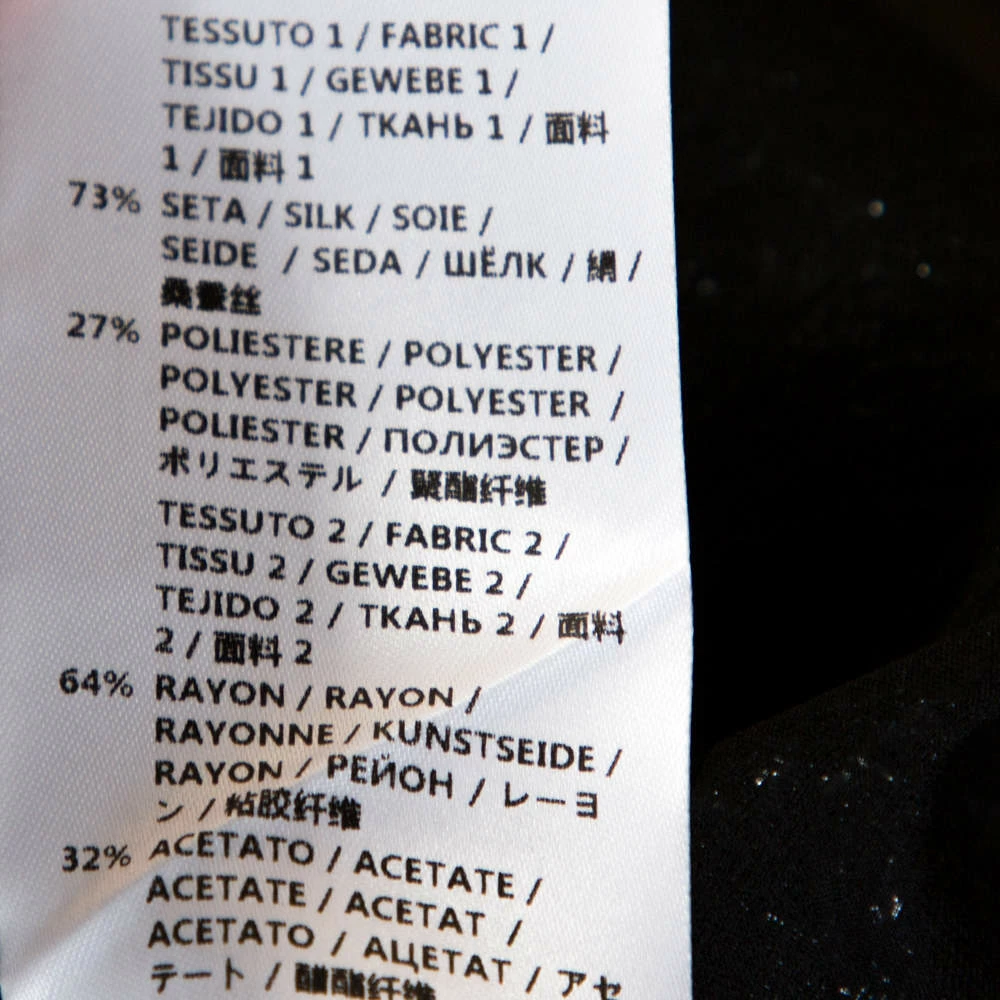 TESSUTO 1 / FABRIC 1 /
TISSU 1 / GEWEBE 1 /
TEJIDO 1 / ТКАНЬ 1 / 面料
1 / 面料 1
73% SETA / SILK / SOIE /
SEIDE / SEDA / ШЁЛК / 絹 /
桑蚕丝
27% POLIESTERE / POLYESTER /
POLYESTER / POLYESTER /
POLIESTER / ПОЛИЭСТЕР /
ポリエステル / 聚酯纤维
TESSUTO 2 / FABRIC 2 /
TISSU 2 / GEWEBE 2 /
TEJIDO 2 / ТКАНЬ 2 / 面料
2 / 面料 2
64% RAYON / RAYON /
RAYONNE / KUNSTSEIDE /
RAYON / РЕЙОН / レーヨ
ン / 粘胶纤维
32% ACETATO / ACETATE /
ACETATE / ACETAT /
ACETATO / АЦЕТАТ / アセ
テート / 醋酯纤维